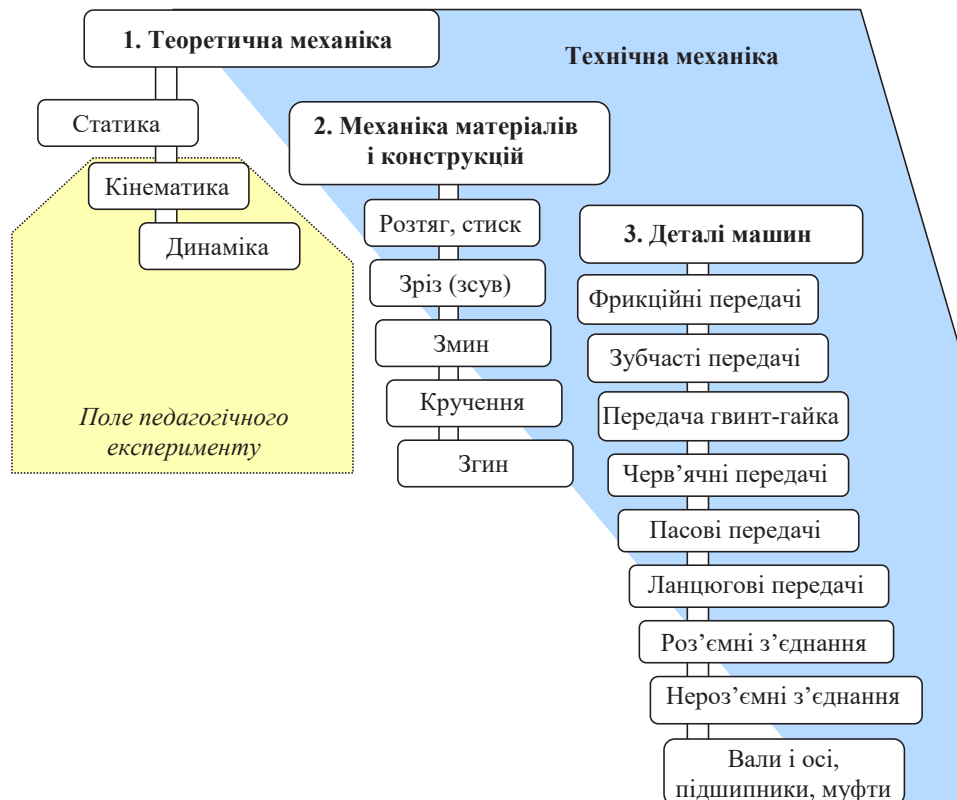 1. Теоретична механіка
Технічна механіка
Статика
Кінематика
Динаміка
Поле педагогічного
експерименту
2. Механіка матеріалів
і конструкцій
Розтяг, стиск
Зріз (зсув)
Змин
Кручення
Згин
3. Деталі машин
Фрикційні передачі
Зубчасті передачі
Передача гвинт-гайка
Черв’ячні передачі
Пасові передачі
Ланцюгові передачі
Роз’ємні з’єднання
Нероз’ємні з’єднання
Вали і осі,
підшипники, муфти